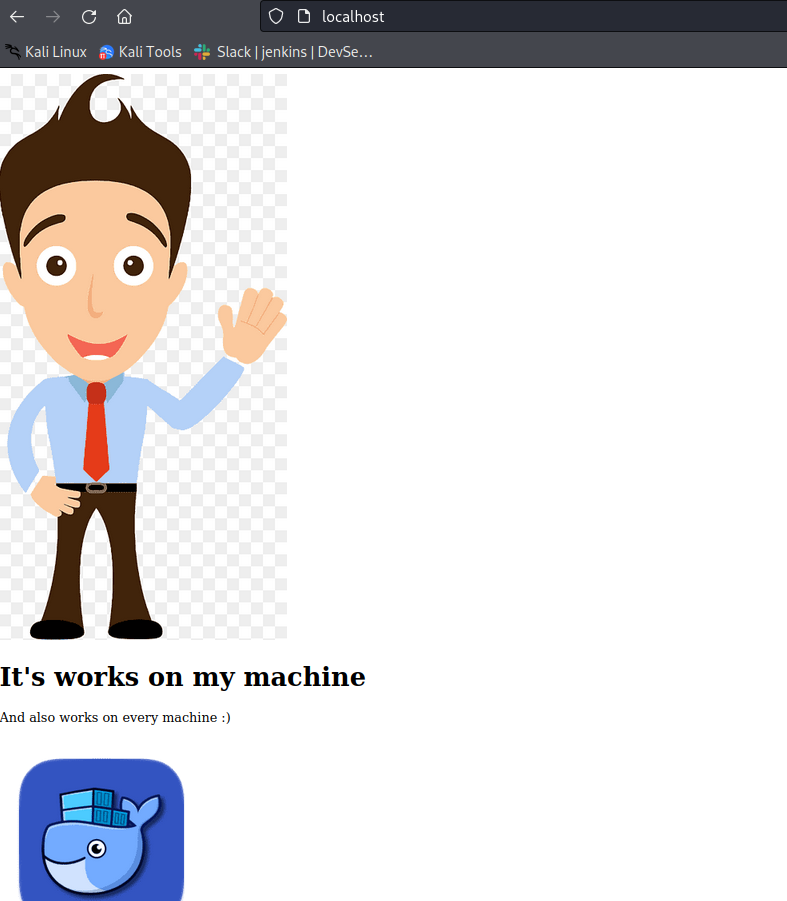 localhost
Kali Linux Kali Tools Slack | jenkins | DevSe…
It's works on my machine
And also works on every machine :)